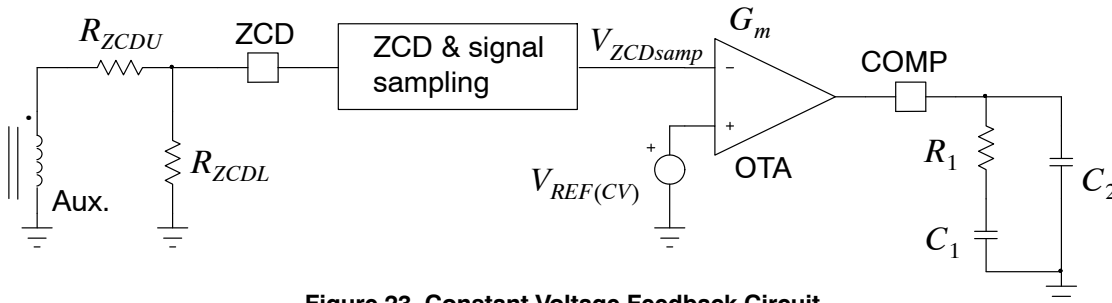 R_ZCDU
ZCD
ZCD & signal
sampling
V_ZCDsamp
G_m
COMP
R_ZCDL
Aux.
V_REF(CV)
OTA
R_1
C_1
C_2
Figure 23. Constant Voltage Feedback Circuit